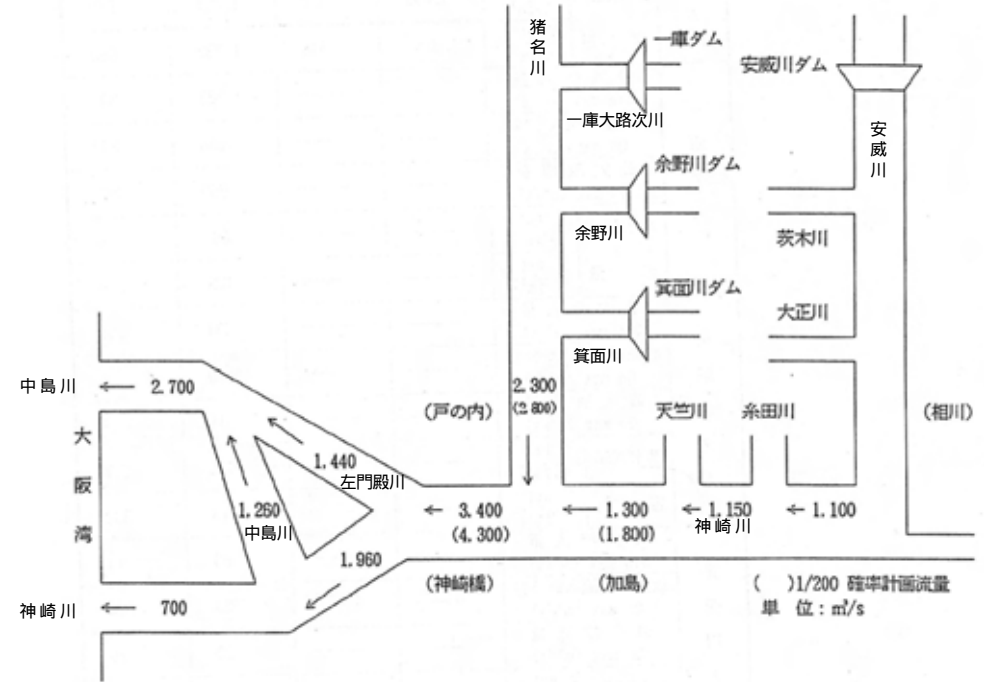 猪名川
一庫ダム
安威川ダム
一庫大路次川
安威川
余野川ダム
余野川
茨木川
箕面川ダム
大正川
箕面川
中島川
2.700
2.300
(2.800)
(戸の内)
天竺川
糸田川
(相川)
大阪湾
1.440
左門殿川
1.260
中島川
3.400
(4.300)
1.300
(1.800)
1.150
神崎川
1.100
1.960
(神崎橋)
(加島)
( )1/200 確率計画流量
単 位：㎥/s
神崎川
700